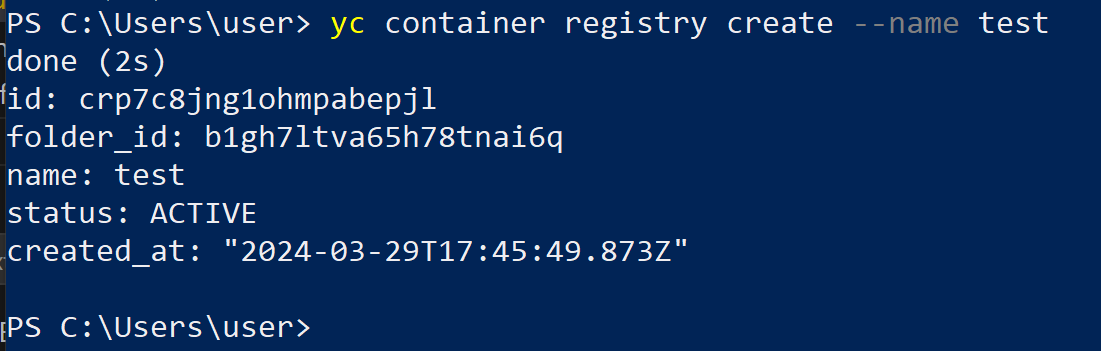 PS C:\Users\user> yc container registry create --name test
done (2s)
id: crp7c8jng1ohmpabepjl
folder_id: b1gh7ltva65h78tnai6q
name: test
status: ACTIVE
created_at: "2024-03-29T17:45:49.873Z"
PS C:\Users\user>